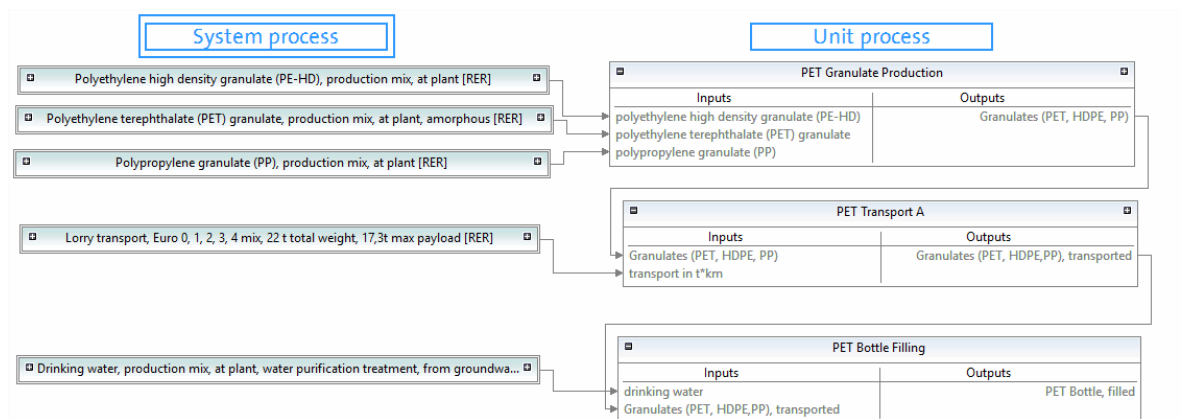 System process
Unit process
Polyethylene high density granulate (PE-HD), production mix, at plant [RER]
Polyethylene terephthalate (PET) granulate, production mix, at plant, amorphous [RER]
Polypropylene granulate (PP), production mix, at plant [RER]
Lorry transport, Euro 0, 1, 2, 3, 4 mix, 22 t total weight, 17,3t max payload [RER]
Drinking water, production mix, at plant, water purification treatment, from groundwa...
PET Granulate Production
Inputs
Outputs
polyethylene high density granulate (PE-HD)
Granulates (PET, HDPE, PP)
polyethylene terephthalate (PET) granulate
polypropylene granulate (PP)
PET Transport A
Inputs
Outputs
Granulates (PET, HDPE, PP)
Granulates (PET, HDPE,PP), transported
transport in t*km
PET Bottle Filling
Inputs
Outputs
drinking water
PET Bottle, filled
Granulates (PET, HDPE,PP), transported